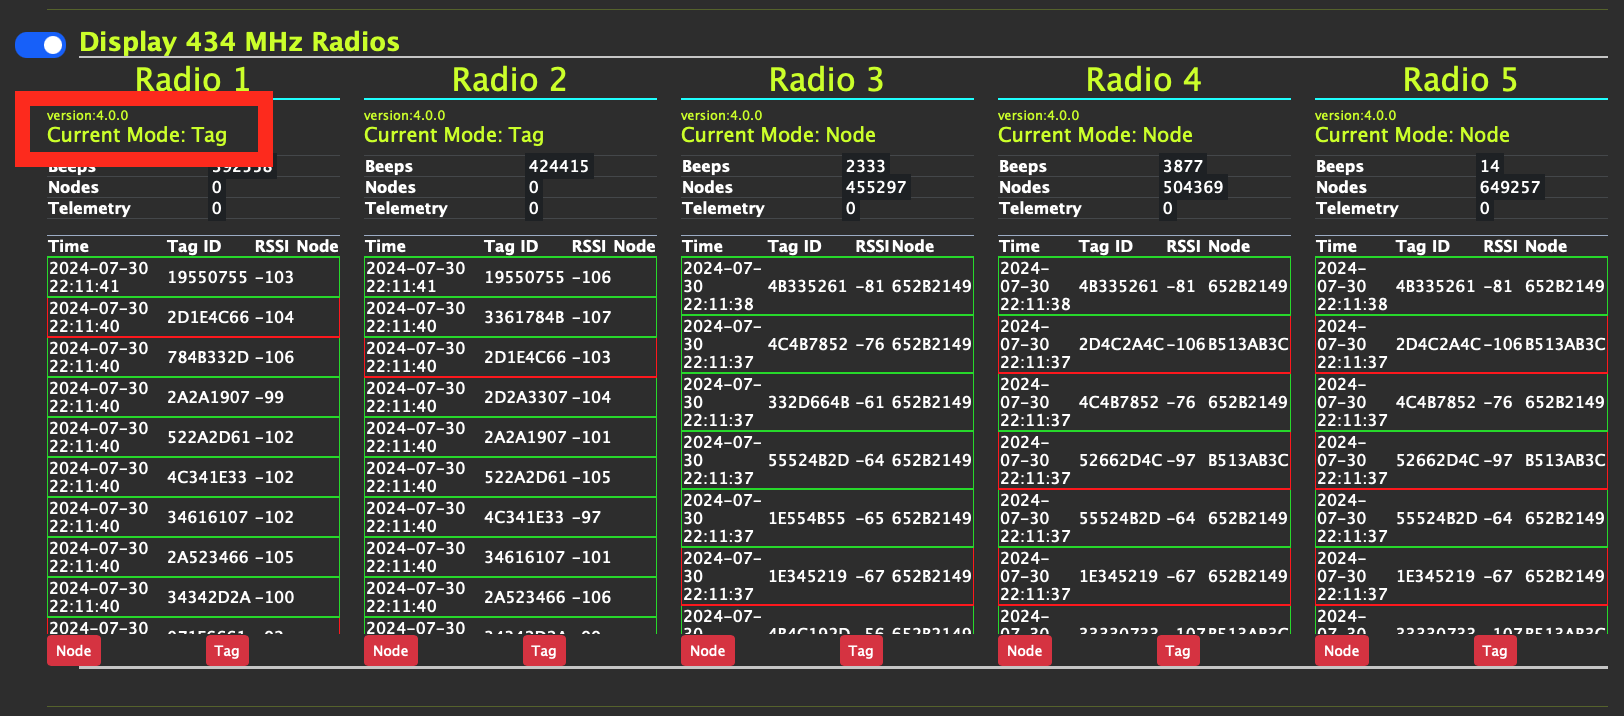 Display 434 MHz Radios
Radio 1
version:4.0.0
Current Mode: Tag
Beeps
Nodes 0
Telemetry 0
Time Tag ID RSSI Node
2024-07-30 22:11:41 19550755 -103
2024-07-30 22:11:40 2D1E4C66 -104
2024-07-30 22:11:40 784B332D -106
2024-07-30 22:11:40 2A2A1907 -99
2024-07-30 22:11:40 522A2D61 -102
2024-07-30 22:11:40 4C341E33 -102
2024-07-30 22:11:40 34616107 -102
2024-07-30 22:11:40 2A523466 -105
2024-07-30 22:11:40 34342D2A -100
2024-07-30
Node Tag
Radio 2
version:4.0.0
Current Mode: Tag
Beeps 424415
Nodes 0
Telemetry 0
Time Tag ID RSSI Node
2024-07-30 22:11:41 19550755 -106
2024-07-30 22:11:40 3361784B -107
2024-07-30 22:11:40 2D1E4C66 -103
2024-07-30 22:11:40 2D2A3307 -104
2024-07-30 22:11:40 2A2A1907 -101
2024-07-30 22:11:40 522A2D61 -105
2024-07-30 22:11:40 4C341E33 -97
2024-07-30 22:11:40 34616107 -101
2024-07-30 22:11:40 2A523466 -106
2024-07-30
Node Tag
Radio 3
version:4.0.0
Current Mode: Node
Beeps 2333
Nodes 455297
Telemetry 0
Time Tag ID RSSI Node
2024-07-30 22:11:38 4B335261 -81 652B2149
2024-07-30 22:11:37 4C4B7852 -76 652B2149
2024-07-30 22:11:37 332D664B -61 652B2149
2024-07-30 22:11:37 55524B2D -64 652B2149
2024-07-30 22:11:37 1E554B55 -65 652B2149
2024-07-30 22:11:37 1E345219 -67 652B2149
2024-07-
Node Tag
Radio 4
version:4.0.0
Current Mode: Node
Beeps 3877
Nodes 504369
Telemetry 0
Time Tag ID RSSI Node
2024-07-30 22:11:38 4B335261 -81 652B2149
2024-07-30 22:11:37 2D4C2A4C -106 B513AB3C
2024-07-30 22:11:37 4C4B7852 -76 652B2149
2024-07-30 22:11:37 52662D4C -97 B513AB3C
2024-07-30 22:11:37 55524B2D -64 652B2149
2024-07-30 22:11:37 1E345219 -67 652B2149
2024-
Node Tag
Radio 5
version:4.0.0
Current Mode: Node
Beeps 14
Nodes 649257
Telemetry 0
Time Tag ID RSSI Node
2024-07-30 22:11:38 4B335261 -81 652B2149
2024-07-30 22:11:37 2D4C2A4C -106 B513AB3C
2024-07-30 22:11:37 4C4B7852 -76 652B2149
2024-07-30 22:11:37 52662D4C -97 B513AB3C
2024-07-30 22:11:37 55524B2D -64 652B2149
2024-07-30 22:11:37 1E345219 -67 652B2149
2024-
Node Tag